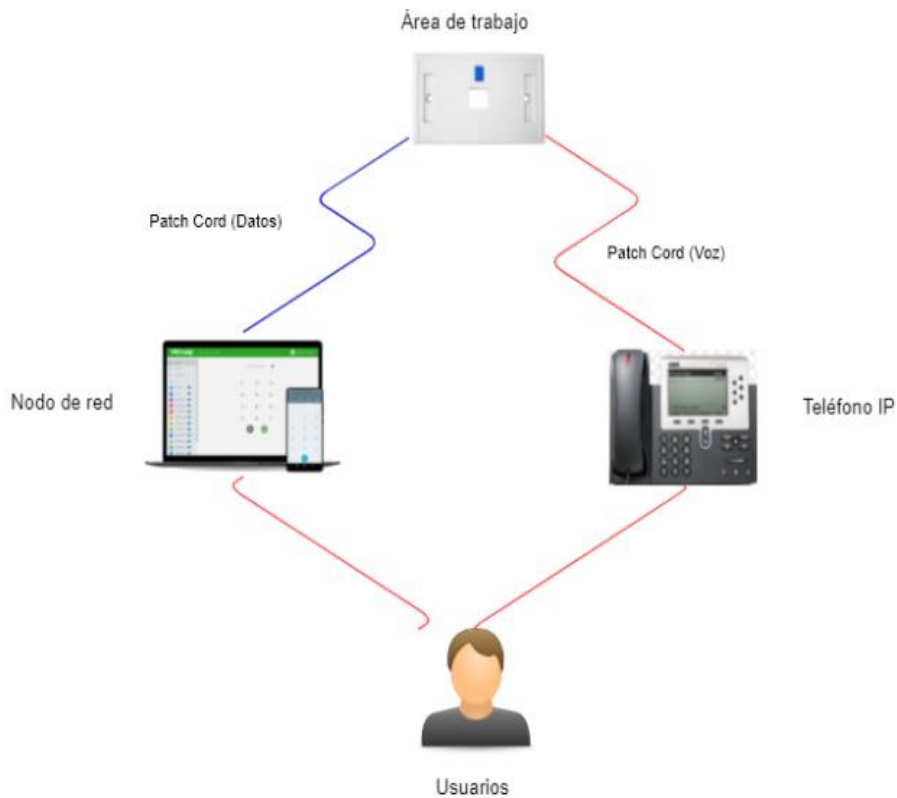 Área de trabajo
Patch Cord (Datos)
Patch Cord (Voz)
Nodo de red
Teléfono IP
Usuarios